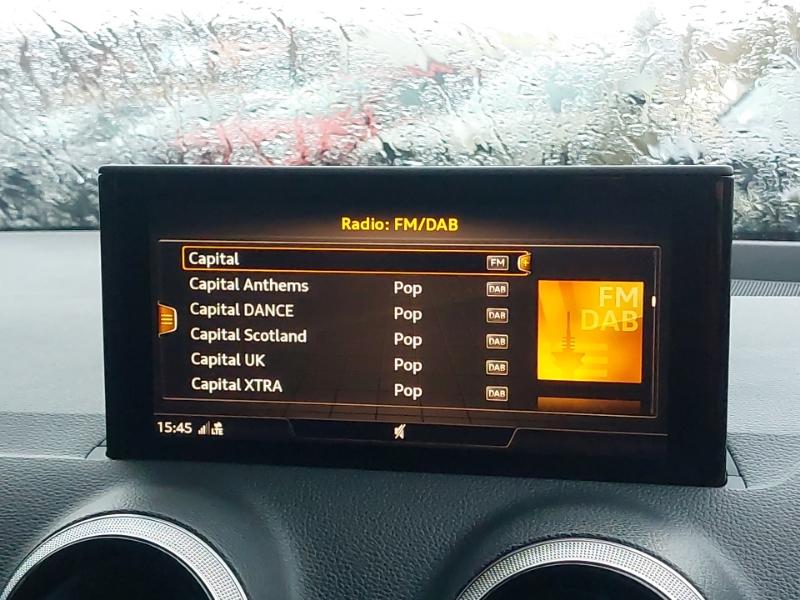 Radio: FM/DAB
Capital FM
Capital Anthems Pop DAB
Capital DANCE Pop DAB
Capital Scotland Pop DAB
Capital UK Pop DAB
Capital XTRA Pop DAB
FM
DAB
15:45 LTE